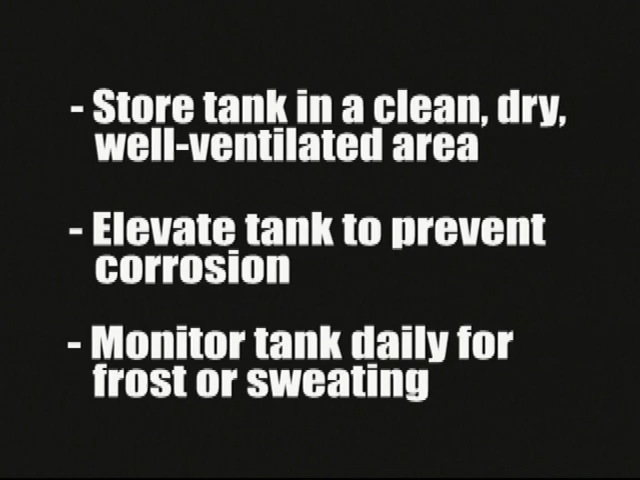 - Store tank in a clean, dry,
well-ventilated area
- Elevate tank to prevent
corrosion
- Monitor tank daily for
frost or sweating